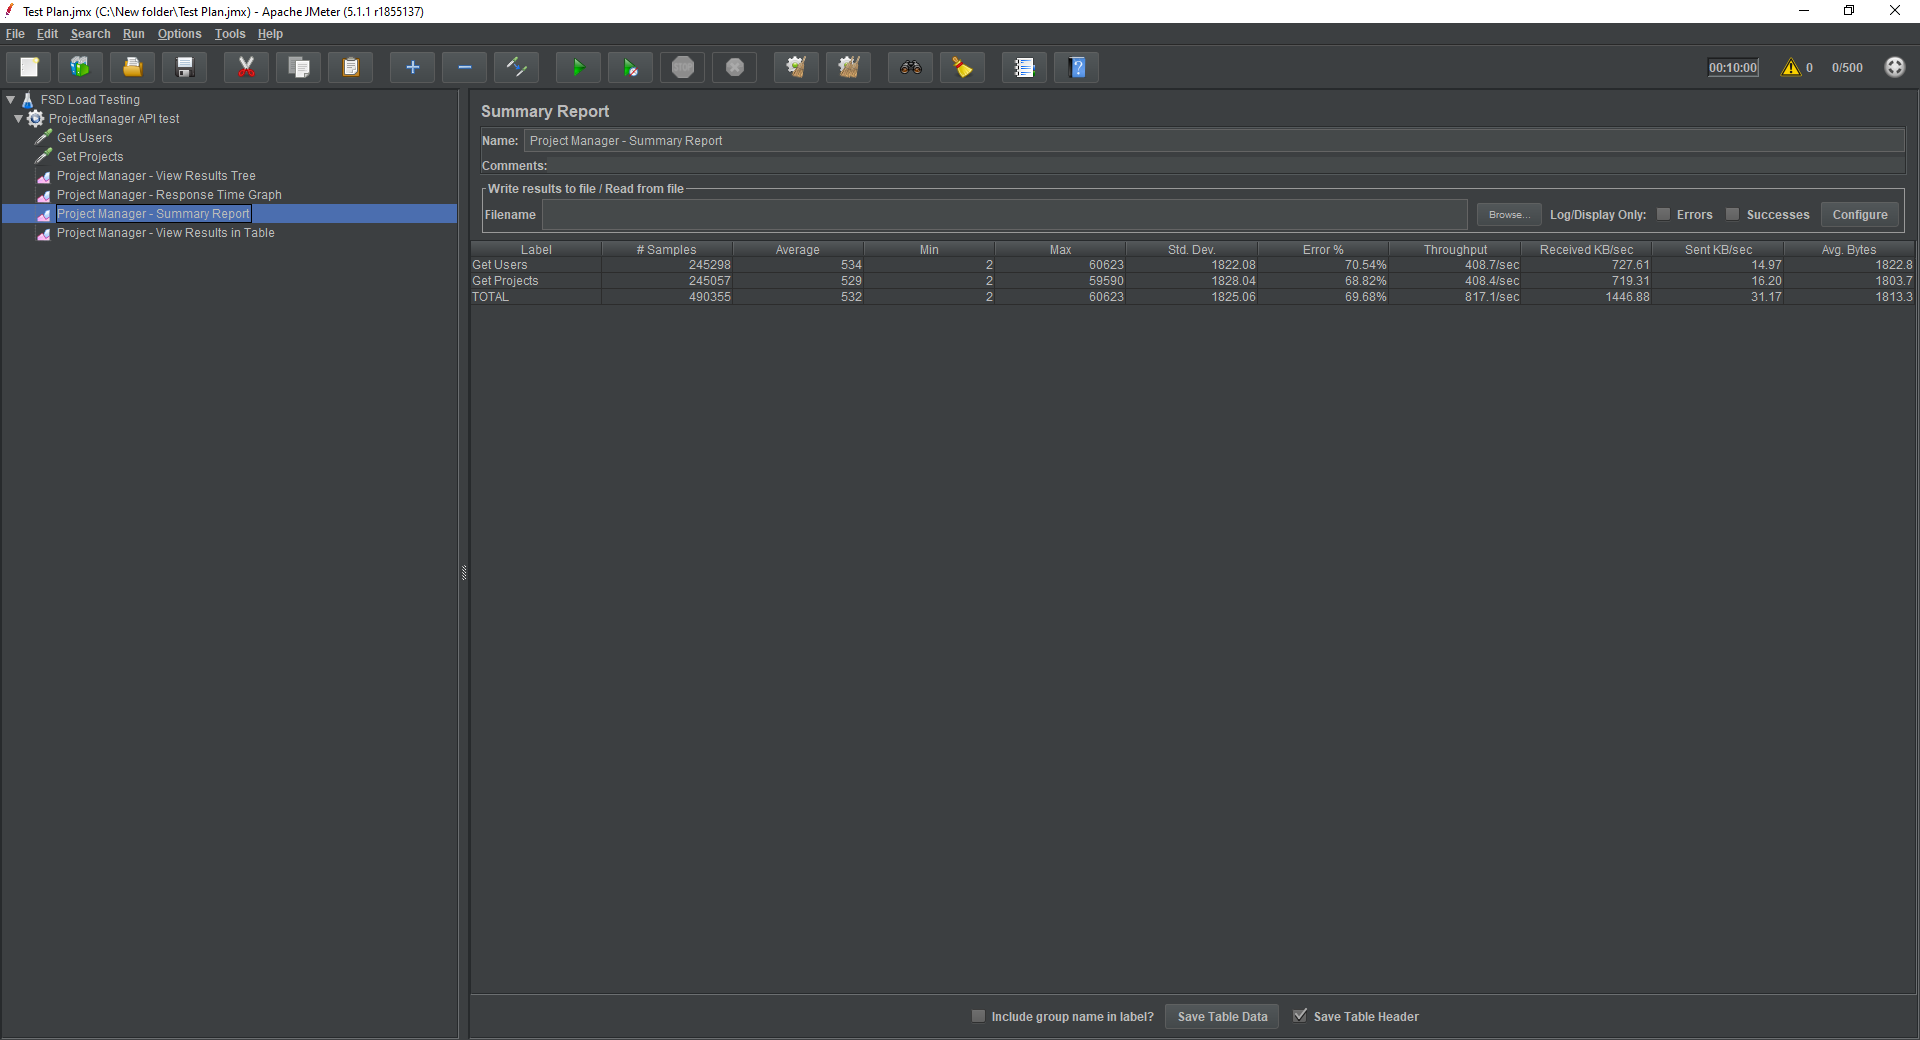 Test Plan.jmx (C:\New folder\Test Plan.jmx) - Apache JMeter (5.1.1 r1855137)
File Edit Search Run Options Tools Help
STOP
00:10:00 0 0/500
FSD Load Testing
ProjectManager API test
Get Users
Get Projects
Project Manager - View Results Tree
Project Manager - Response Time Graph
Project Manager - Summary Report
Project Manager - View Results in Table
Summary Report
Name: Project Manager - Summary Report
Comments:
Write results to file / Read from file
Filename Browse... Log/Display Only: Errors Successes Configure
Label # Samples Average Min Max Std. Dev. Error % Throughput Received KB/sec Sent KB/sec Avg. Bytes
Get Users 245298 534 2 60623 1822.08 70.54% 408.7/sec 727.61 14.97 1822.8
Get Projects 245057 529 2 59590 1828.04 68.82% 408.4/sec 719.31 16.20 1803.7
TOTAL 490355 532 2 60623 1825.06 69.68% 817.1/sec 1446.88 31.17 1813.3
Include group name in label? Save Table Data Save Table Header